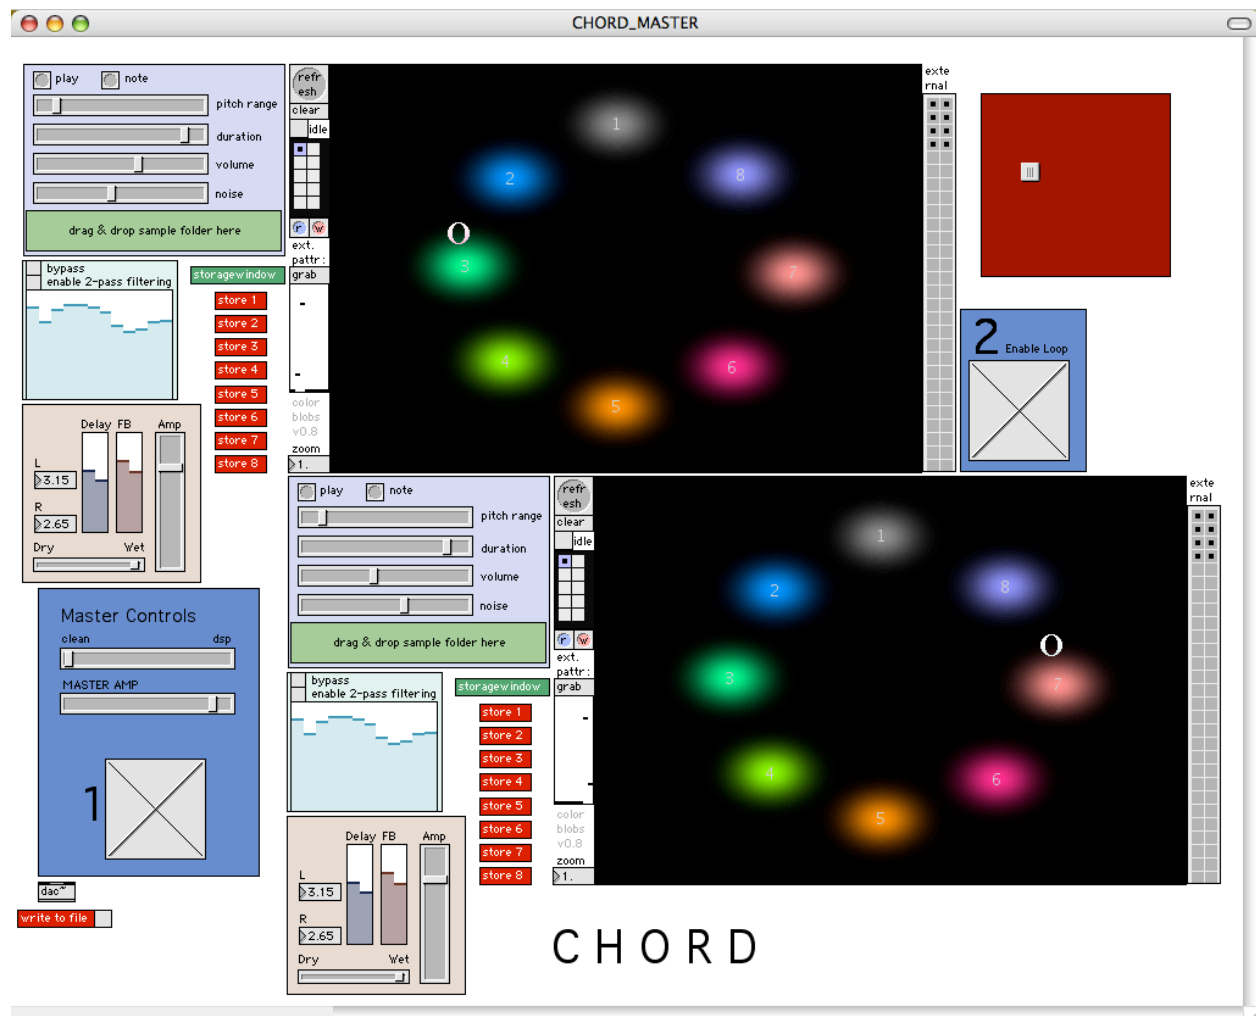 CHORD_MASTER
play note
pitch range
duration
volume
noise
drag & drop sample folder here
bypass
enable 2-pass filtering
storagewindow
store 1
store 2
store 3
store 4
store 5
store 6
store 7
store 8
Delay FB Amp
L
3.15
R
2.65
Dry Wet
refr
esh
clear
idle
r w
ext.
pattr:
grab
color
blobs
v0.8
zoom
1.
1
2
8
O
3
7
4
6
5
exte
rnal
2 Enable Loop
Master Controls
clean dsp
MASTER AMP
1
dac~
write to file
play note
pitch range
duration
volume
noise
drag & drop sample folder here
bypass
enable 2-pass filtering
storagewindow
store 1
store 2
store 3
store 4
store 5
store 6
store 7
store 8
Delay FB Amp
L
3.15
R
2.65
Dry Wet
refr
esh
clear
idle
r w
ext.
pattr:
grab
color
blobs
v0.8
zoom
1.
1
2
8
O
3
7
4
6
5
exte
rnal
CHORD